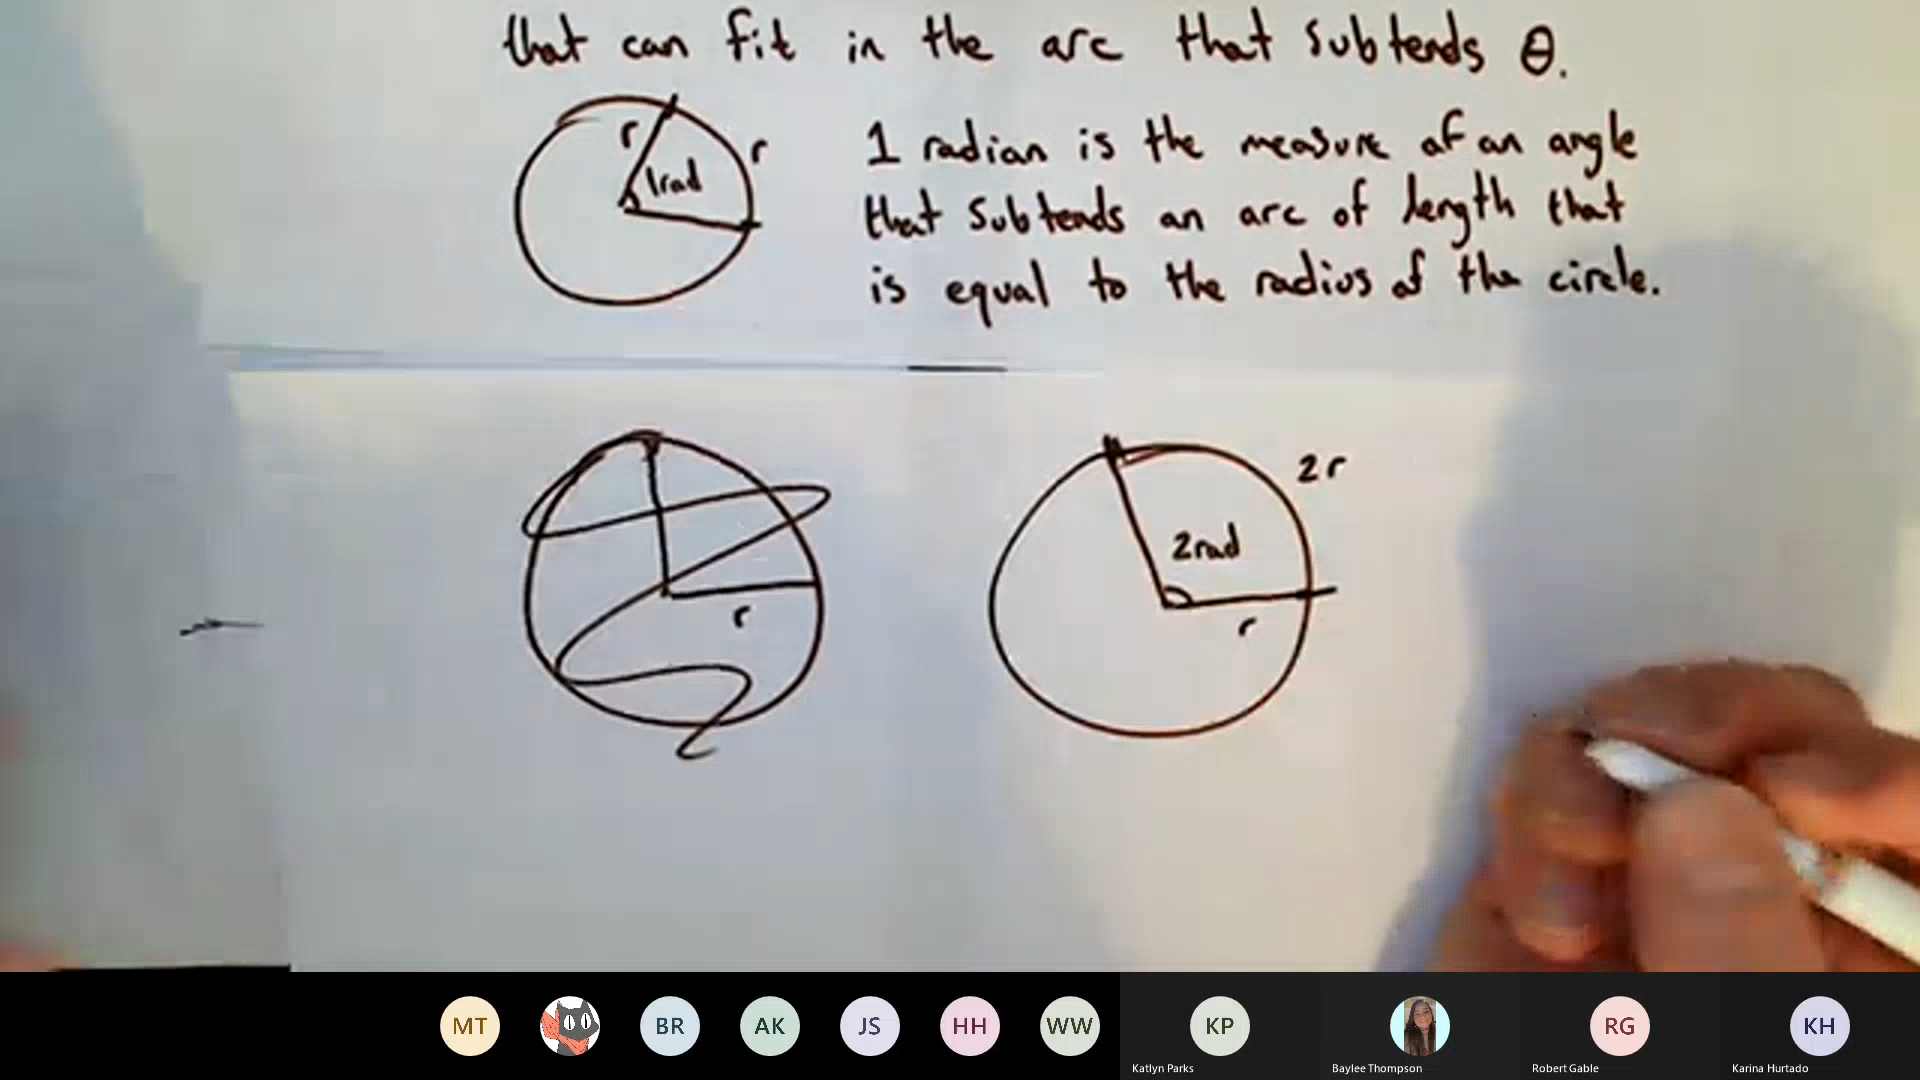 that can fit in the arc that subtends θ.
r
r
1rad
1 radian is the measure of an angle
that subtends an arc of length that
is equal to the radius of the circle.
r
2r
2rad
r
MT
BR
AK
JS
HH
WW
KP
RG
KH
Katlyn Parks
Baylee Thompson
Robert Gable
Karina Hurtado